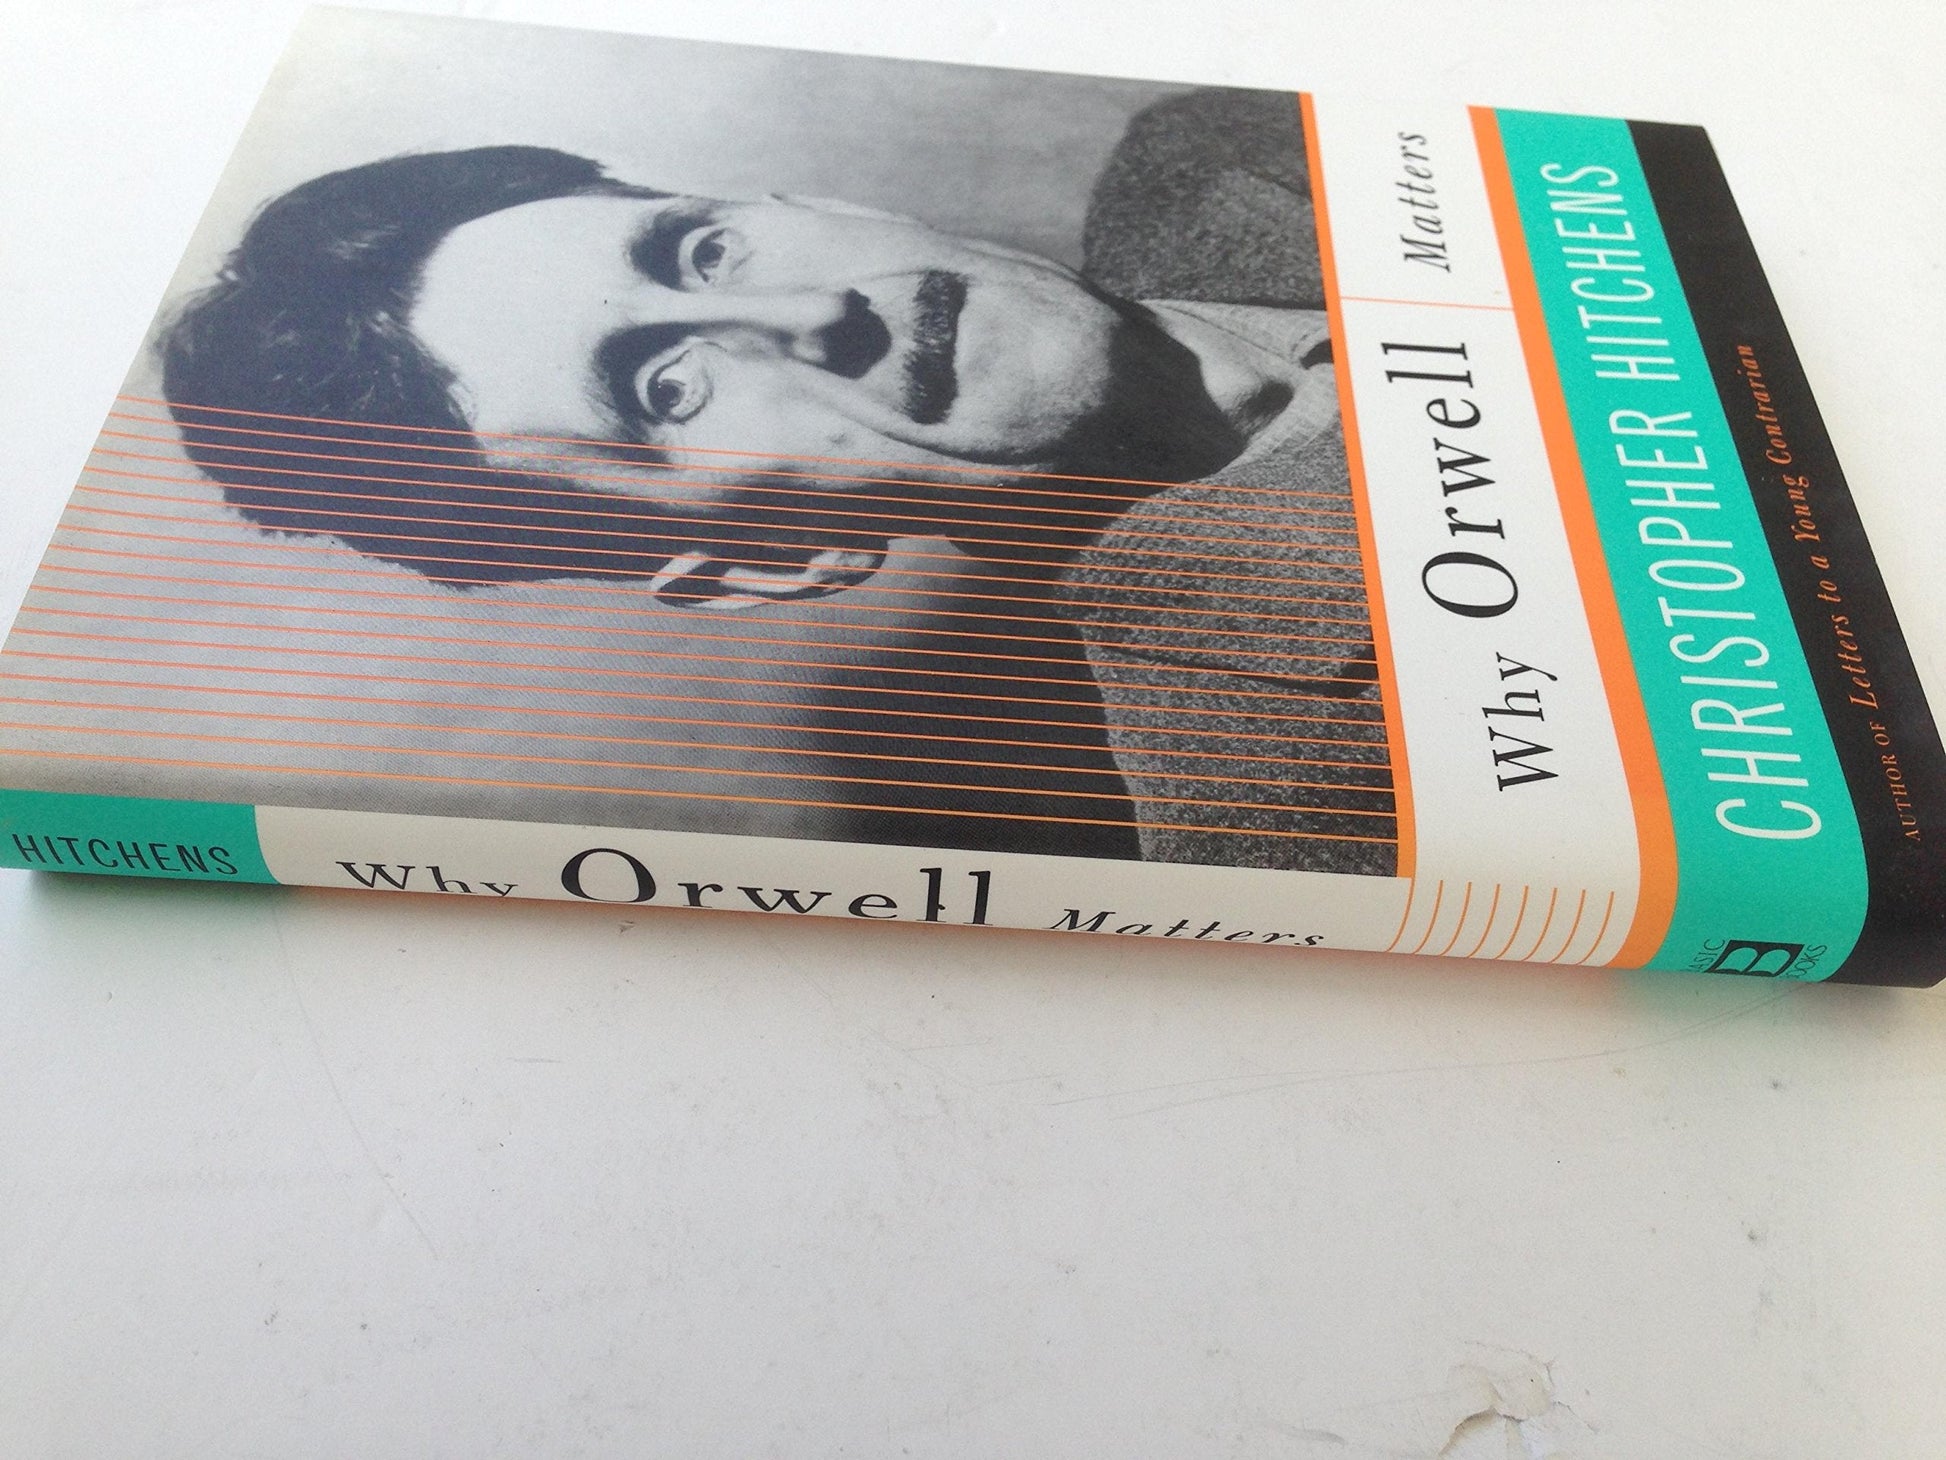 Why Orwell Matters
CHRISTOPHER HITCHENS
AUTHOR OF Letters to a Young Contrarian
HITCHENS
Why Orwell Matters
BASIC
B
BOOKS